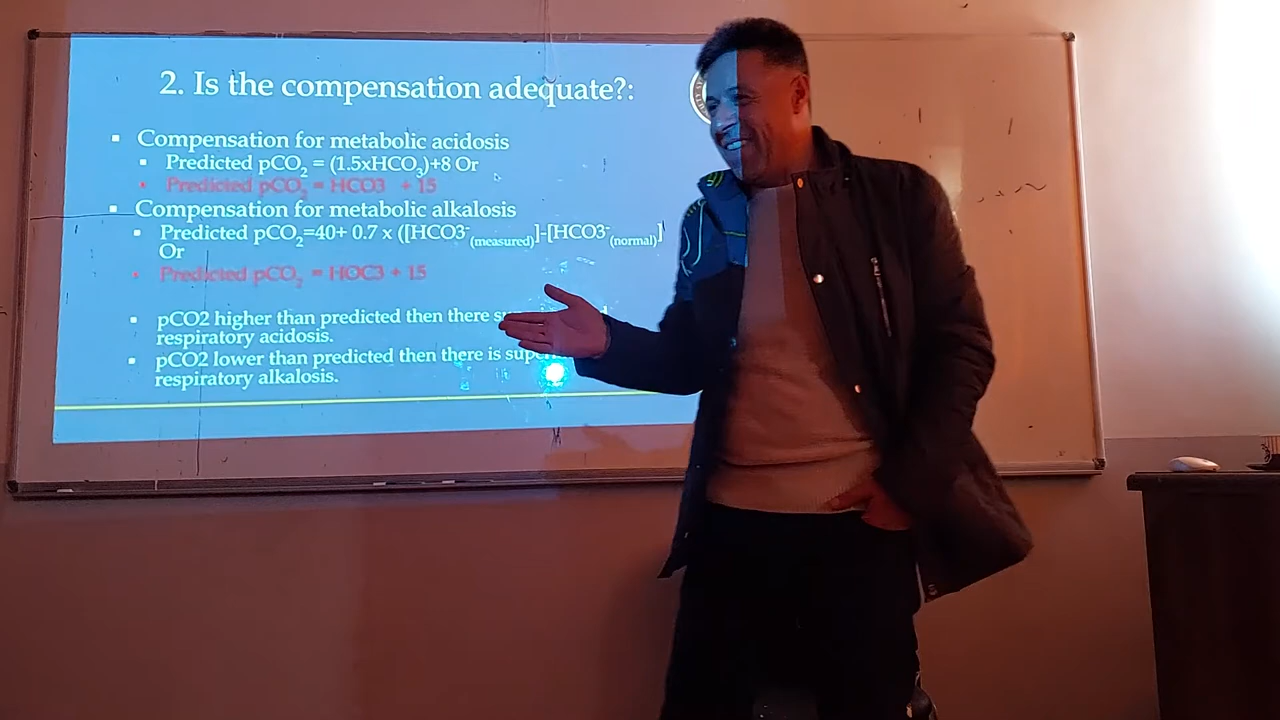 2. Is the compensation adequate?:
Compensation for metabolic acidosis
Predicted pCO2 = (1.5xHCO3)+8 Or
Predicted pCO2 = HCO3 + 15
Compensation for metabolic alkalosis
Predicted pCO2=40+ 0.7 x ([HCO3-(measured)]-[HCO3-(normal)]
Or
Predicted pCO2 = HOC3 + 15
pCO2 higher than predicted then there
respiratory acidosis.
pCO2 lower than predicted then there is
respiratory alkalosis.